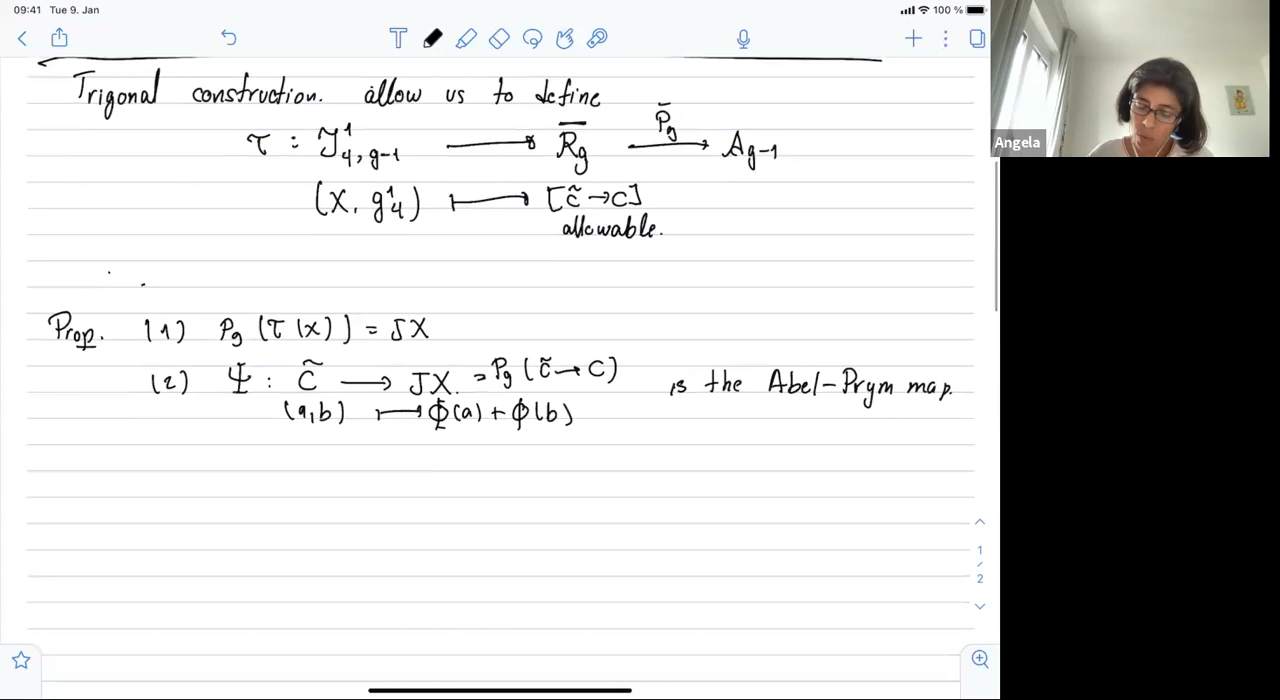 09:41 Tue 9. Jan
100 %
Angela
Trigonal construction. allow us to define
τ : 𝒥¹₄,g-1 ⟶ R̄g ⟶ Ag-1
P̄g
(X, g¹₄) ⟼ [C̃→C]
allowable.
Prop. (1) Pg (τ(X)) = JX
(2) Ψ : C̃ ⟶ JX. = Pg (C̃→C) is the Abel-Prym map.
(a,b) ⟼ ϕ(a) + ϕ(b)
1
/
2